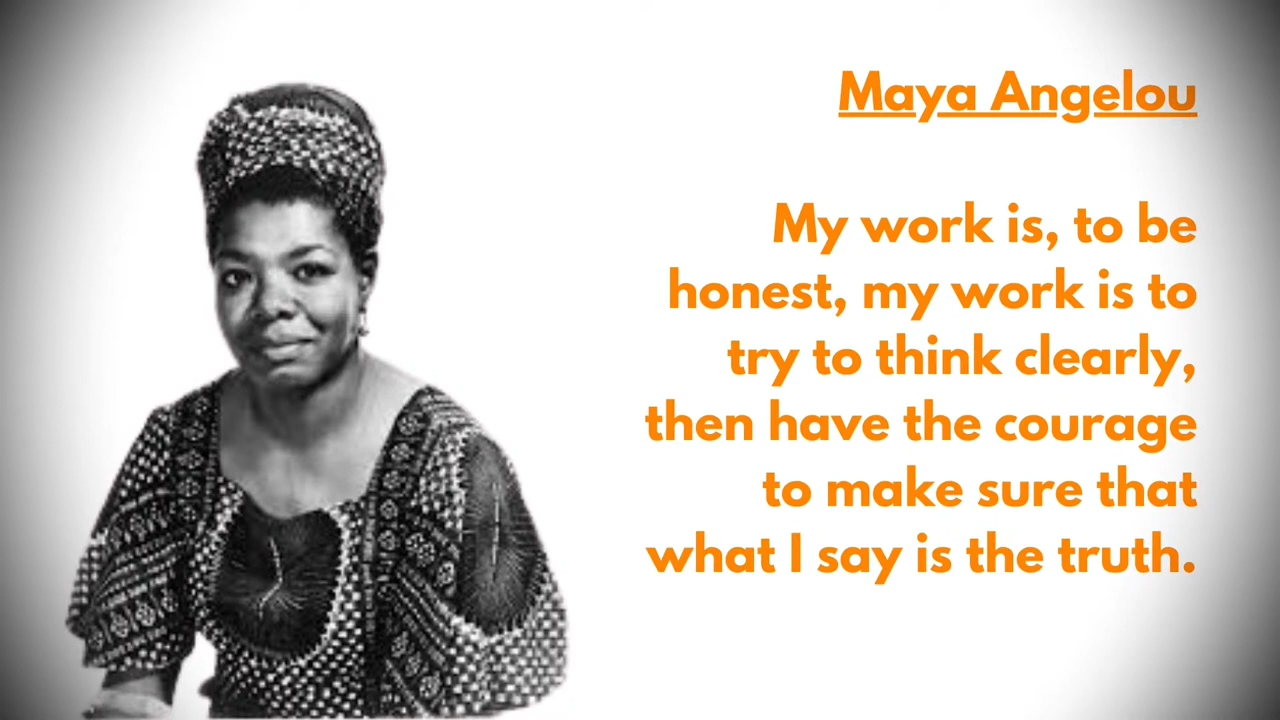 Maya Angelou
My work is, to be
honest, my work is to
try to think clearly,
then have the courage
to make sure that
what I say is the truth.